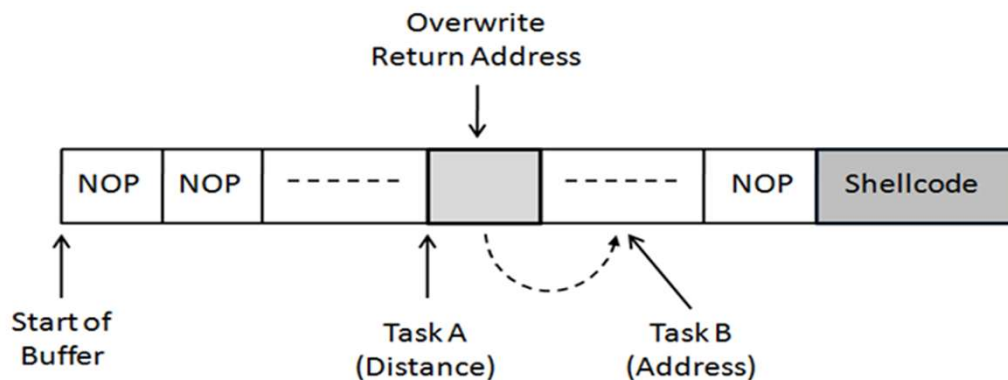 Overwrite
Return Address
NOP NOP ------- ------- NOP Shellcode
Start of
Buffer
Task A
(Distance)
Task B
(Address)